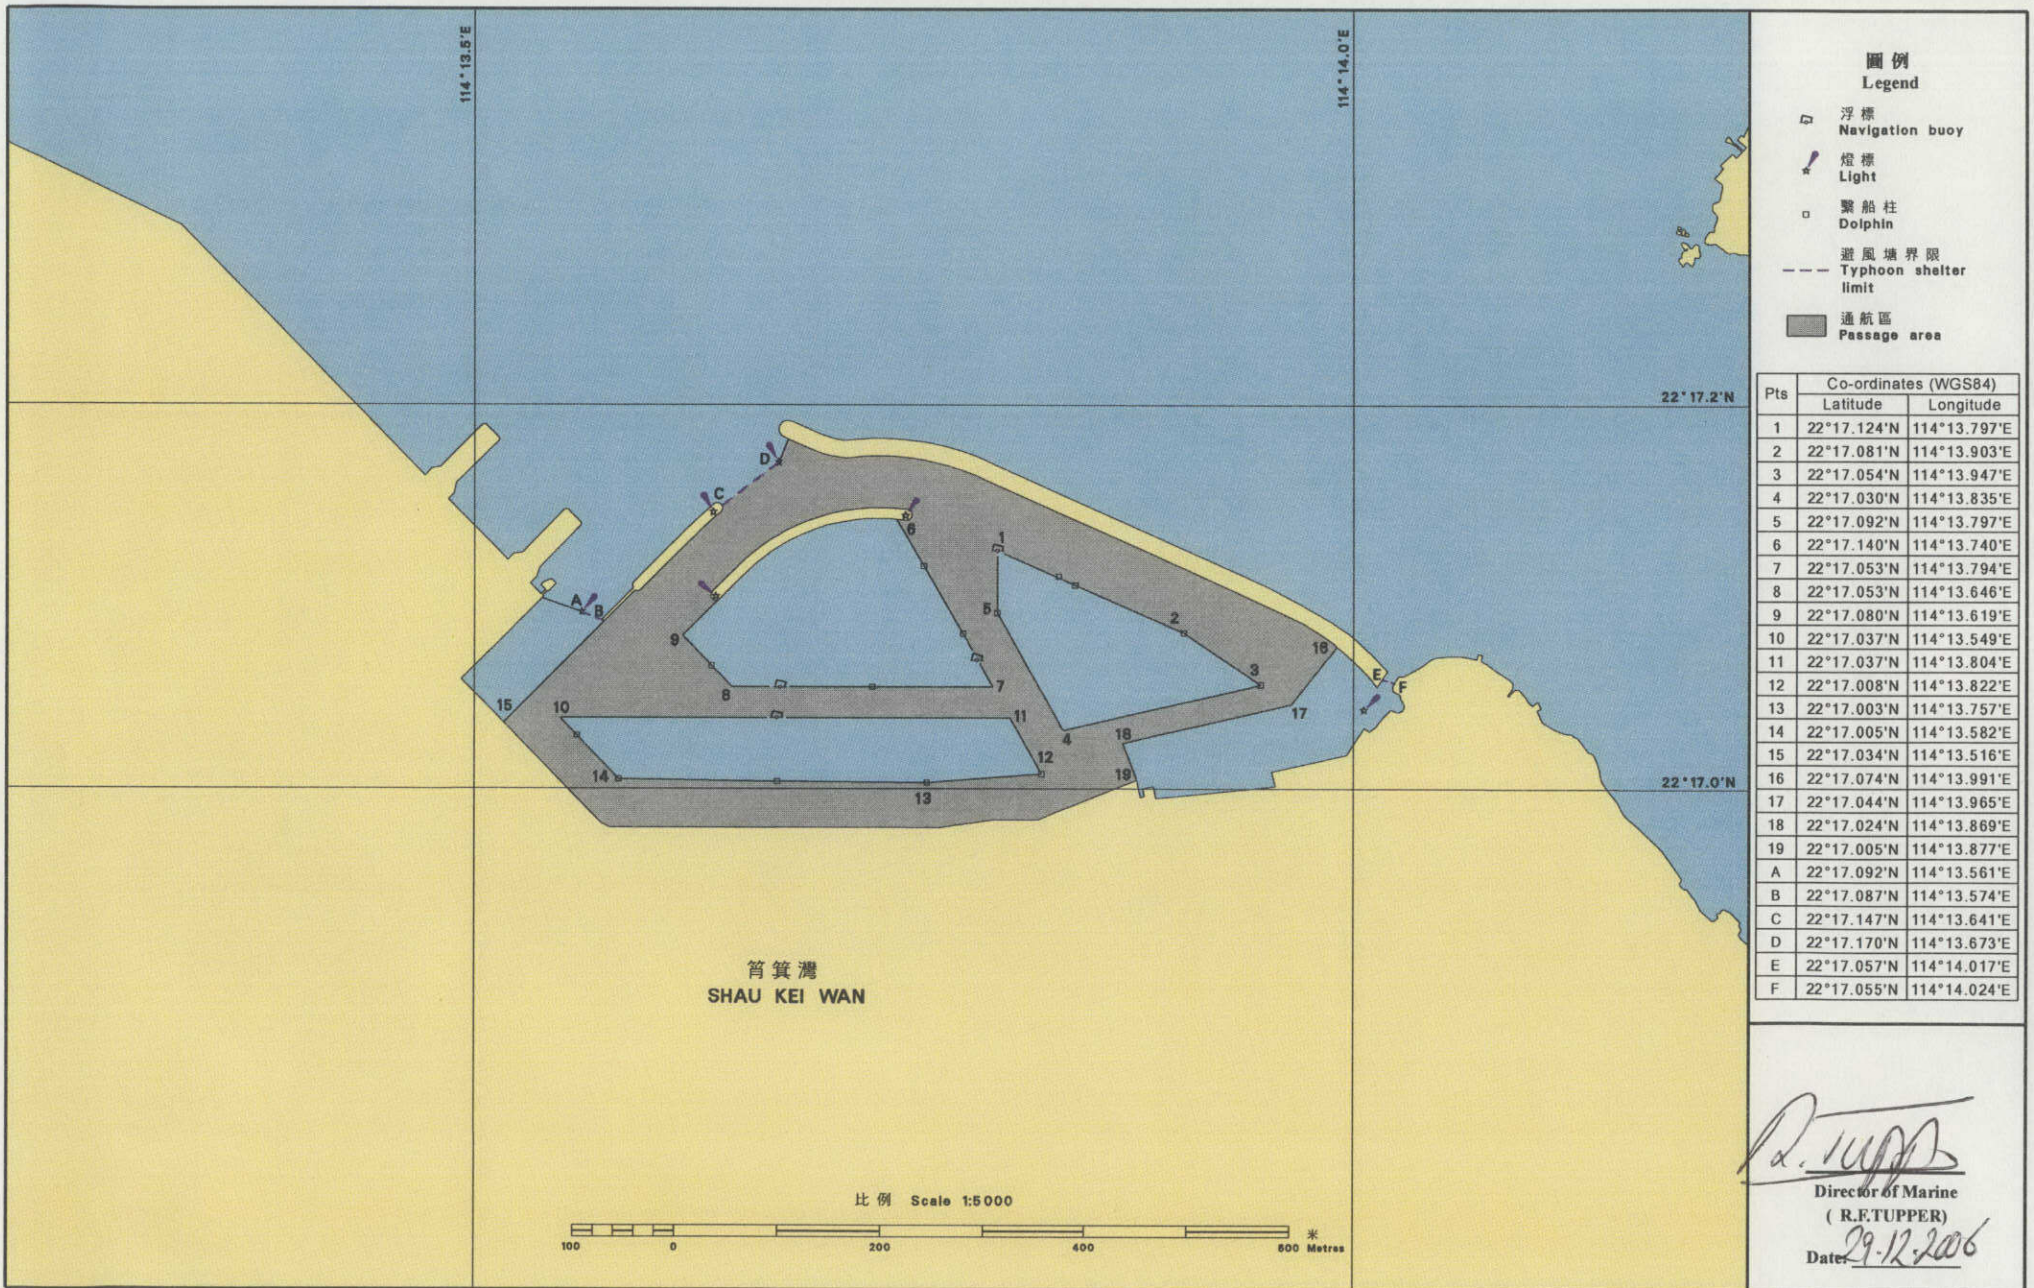 114°13.5'E
114°14.0'E
22°17.2'N
22°17.0'N
D
C
6
1
A
B
5
2
9
16
3
E
F
8
7
15
10
11
17
4
18
12
14
19
13
筲箕灣
SHAU KEI WAN
比例 Scale 1:5000
100 0 200 400 600 米 Metres
圖例
Legend
浮標
Navigation buoy
燈標
Light
繫船柱
Dolphin
避風塘界限
Typhoon shelter
limit
通航區
Passage area
Pts Co-ordinates (WGS84)
Latitude Longitude
1 22°17.124'N 114°13.797'E
2 22°17.081'N 114°13.903'E
3 22°17.054'N 114°13.947'E
4 22°17.030'N 114°13.835'E
5 22°17.092'N 114°13.797'E
6 22°17.140'N 114°13.740'E
7 22°17.053'N 114°13.794'E
8 22°17.053'N 114°13.646'E
9 22°17.080'N 114°13.619'E
10 22°17.037'N 114°13.549'E
11 22°17.037'N 114°13.804'E
12 22°17.008'N 114°13.822'E
13 22°17.003'N 114°13.757'E
14 22°17.005'N 114°13.582'E
15 22°17.034'N 114°13.516'E
16 22°17.074'N 114°13.991'E
17 22°17.044'N 114°13.965'E
18 22°17.024'N 114°13.869'E
19 22°17.005'N 114°13.877'E
A 22°17.092'N 114°13.561'E
B 22°17.087'N 114°13.574'E
C 22°17.147'N 114°13.641'E
D 22°17.170'N 114°13.673'E
E 22°17.057'N 114°14.017'E
F 22°17.055'N 114°14.024'E
Director of Marine
( R.F.TUPPER)
Date: 29.12.2006